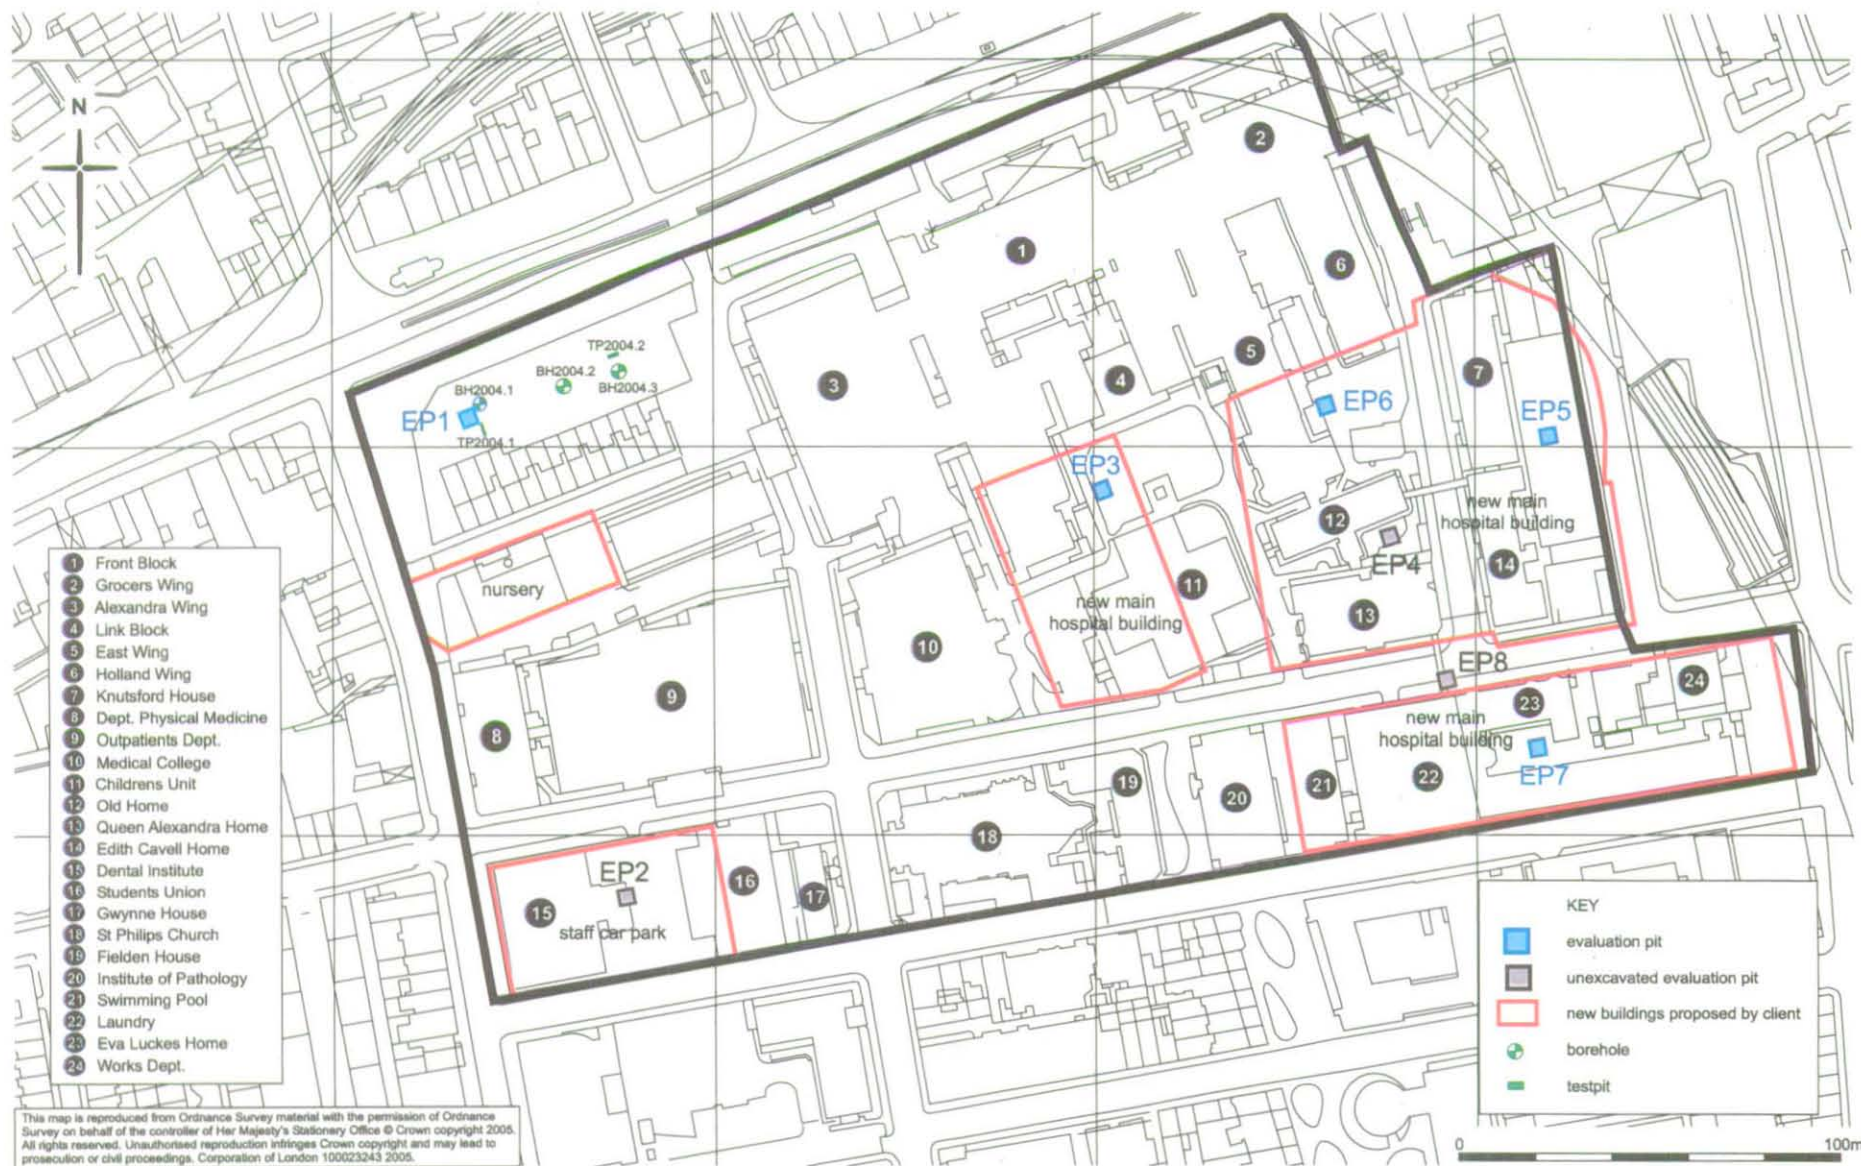 N
2
1
6
TP2004.2
BH2004.2
BH2004.3
BH2004.1
EP1
TP2004.1
3
4
5
EP6
7
EP5
EP3
12
new main
hospital building
EP4
14
nursery
11
new main
hospital building
13
10
EP8
9
8
24
23
new main
hospital building
EP7
22
21
20
19
18
EP2
16
17
15
staff car park
1 Front Block
2 Grocers Wing
3 Alexandra Wing
4 Link Block
5 East Wing
6 Holland Wing
7 Knutsford House
8 Dept. Physical Medicine
9 Outpatients Dept.
10 Medical College
11 Childrens Unit
12 Old Home
13 Queen Alexandra Home
14 Edith Cavell Home
15 Dental Institute
16 Students Union
17 Gwynne House
18 St Philips Church
19 Fielden House
20 Institute of Pathology
21 Swimming Pool
22 Laundry
23 Eva Luckes Home
24 Works Dept.
KEY
evaluation pit
unexcavated evaluation pit
new buildings proposed by client
borehole
testpit
This map is reproduced from Ordnance Survey material with the permission of Ordnance
Survey on behalf of the controller of Her Majesty's Stationery Office © Crown copyright 2005.
All rights reserved. Unauthorised reproduction infringes Crown copyright and may lead to
prosecution or civil proceedings. Corporation of London 100023243 2005.
0
100m